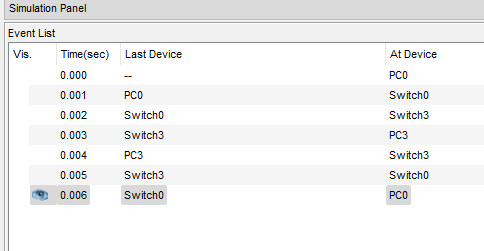 Simulation Panel
Event List
Vis. Time(sec) Last Device At Device
0.000 -- PC0
0.001 PC0 Switch0
0.002 Switch0 Switch3
0.003 Switch3 PC3
0.004 PC3 Switch3
0.005 Switch3 Switch0
0.006 Switch0 PC0